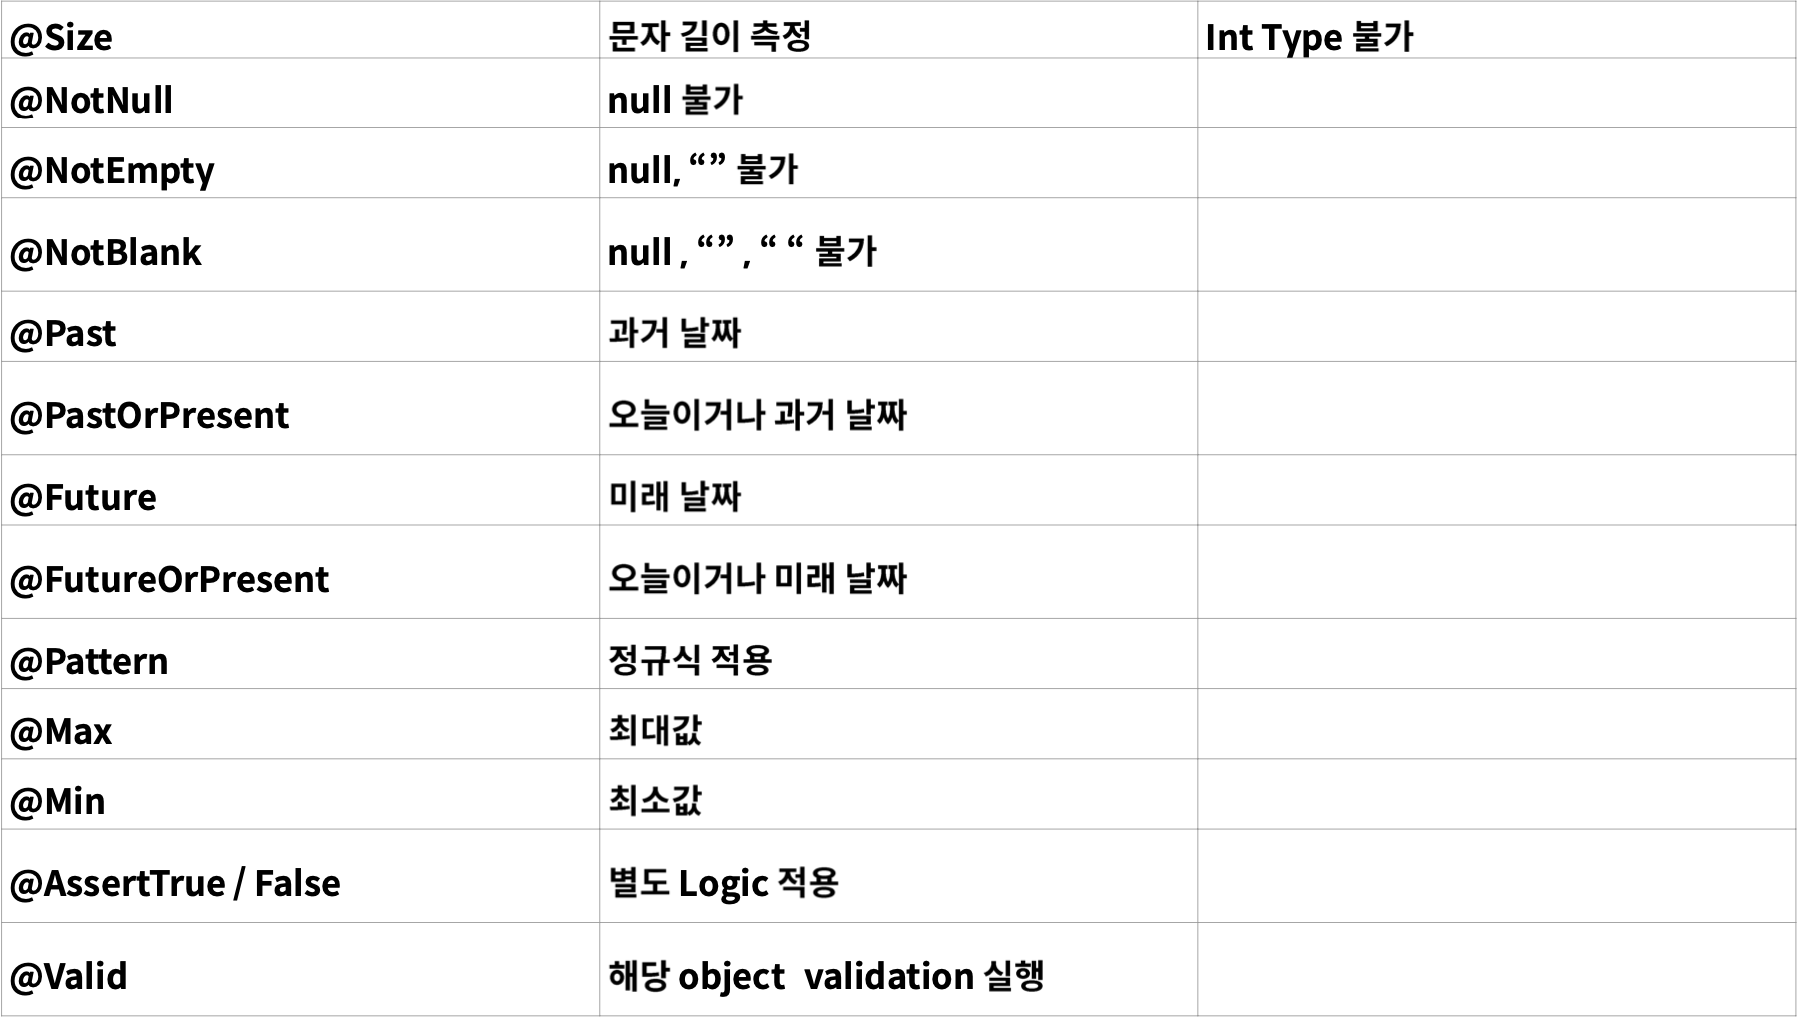 @Size 문자 길이 측정 Int Type 불가
@NotNull null 불가
@NotEmpty null, “” 불가
@NotBlank null , “” , “ “ 불가
@Past 과거 날짜
@PastOrPresent 오늘이거나 과거 날짜
@Future 미래 날짜
@FutureOrPresent 오늘이거나 미래 날짜
@Pattern 정규식 적용
@Max 최대값
@Min 최소값
@AssertTrue / False 별도 Logic 적용
@Valid 해당 object  validation 실행